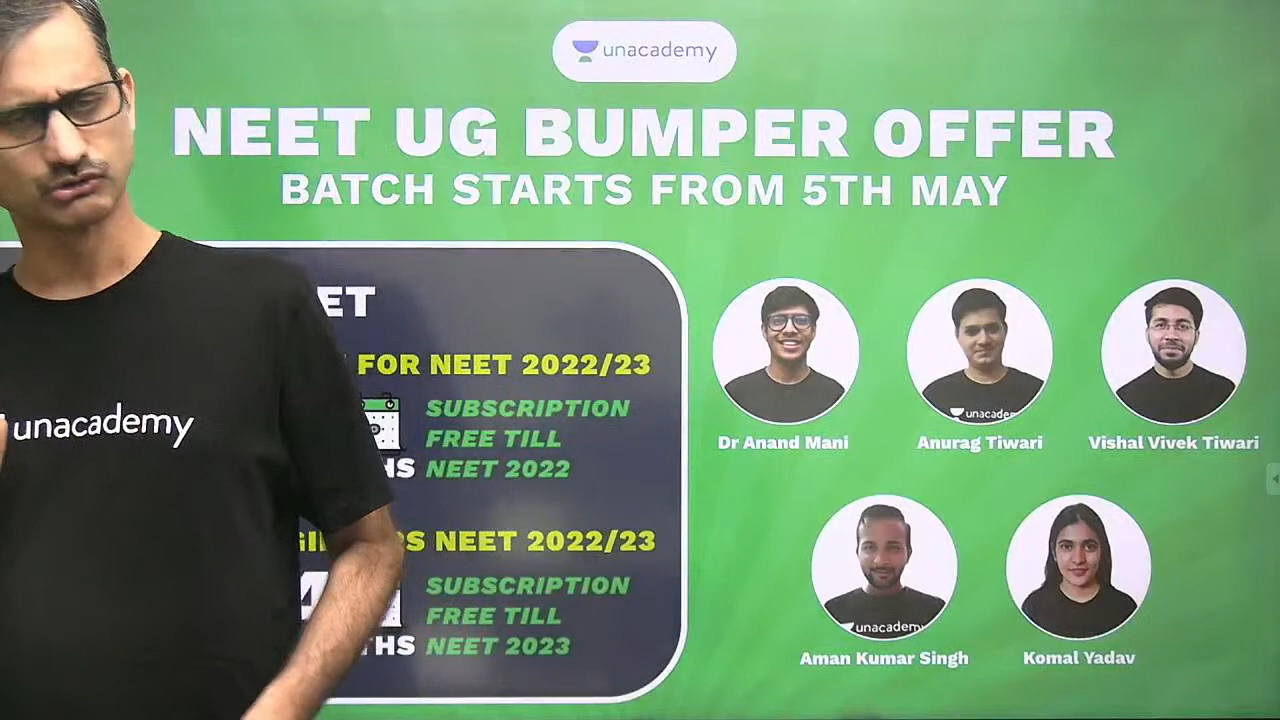 unacademy
NEET UG BUMPER OFFER
BATCH STARTS FROM 5TH MAY
FOR NEET 2022/23
SUBSCRIPTION
FREE TILL
NEET 2022
NEET 2022/23
SUBSCRIPTION
FREE TILL
NEET 2023
unacademy
Dr Anand Mani
unacademy
Anurag Tiwari
Vishal Vivek Tiwari
unacademy
Aman Kumar Singh
Komal Yadav